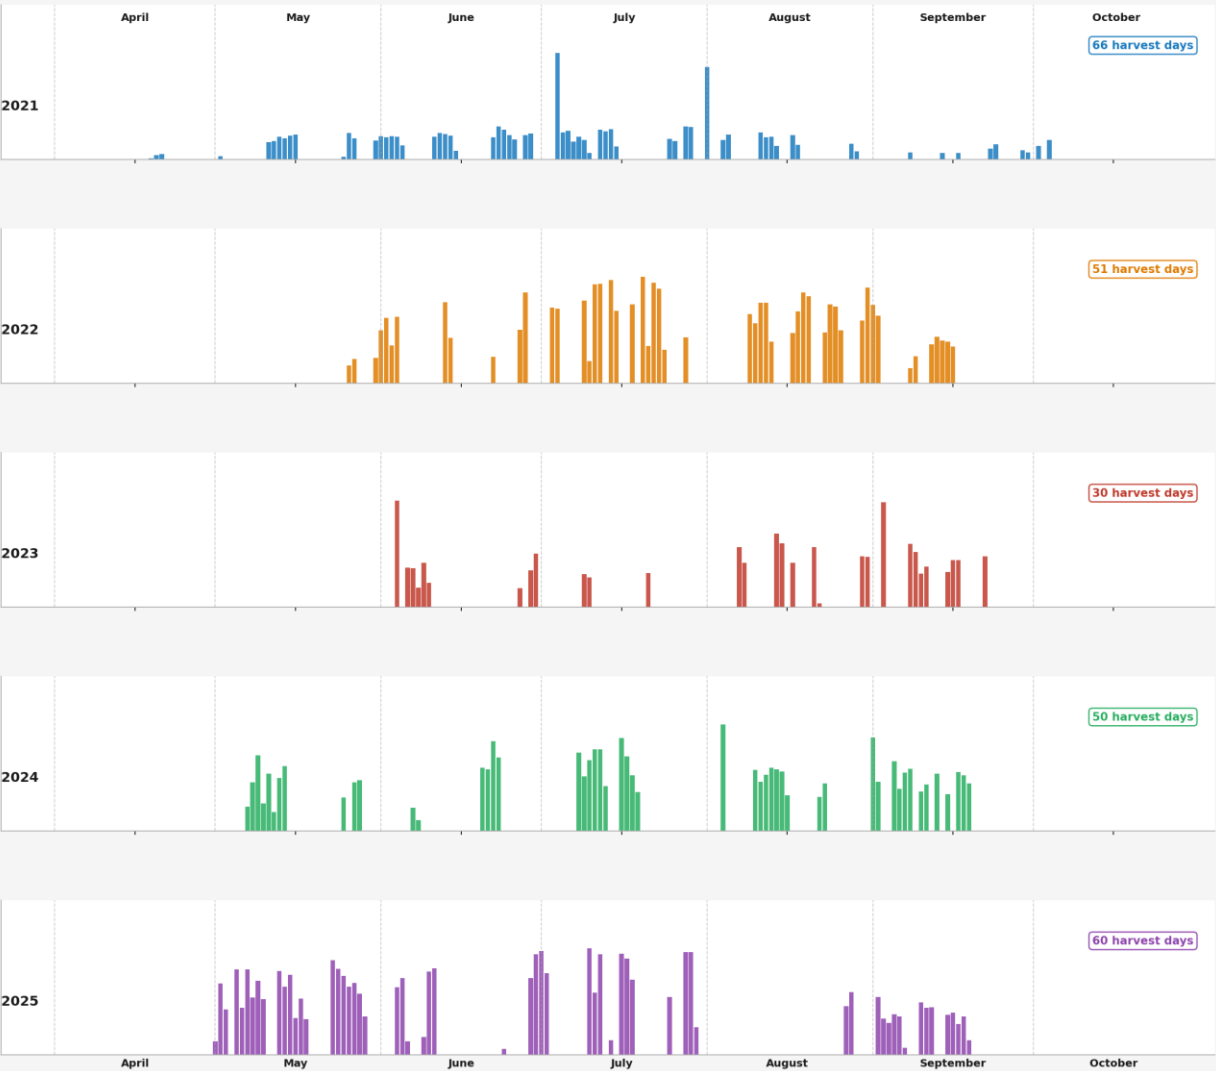 April May June July August September October
66 harvest days
2021
51 harvest days
2022
30 harvest days
2023
50 harvest days
2024
60 harvest days
2025
April May June July August September October